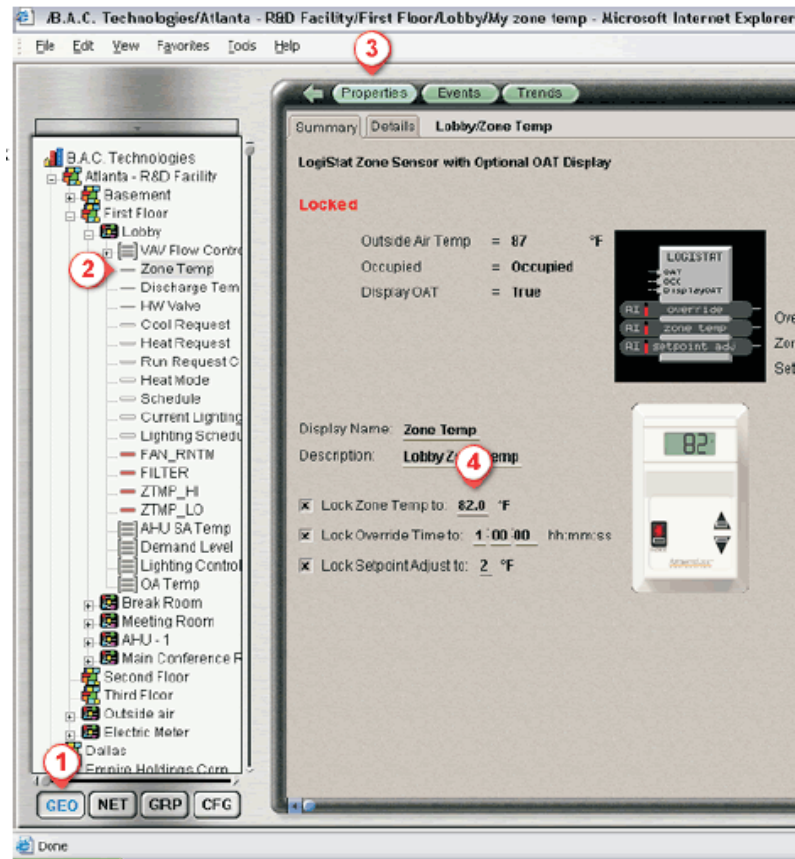 /B.A.C. Technologies/Atlanta - R&D Facility/First Floor/Lobby/My zone temp - Microsoft Internet Explorer
File Edit View Favorites Tools Help
3
Properties Events Trends
Summary Details Lobby/Zone Temp
LogiStat Zone Sensor with Optional OAT Display
Locked
Outside Air Temp = 87 °F
Occupied = Occupied
Display OAT = True
LOGISTAT
OAT
OCC
DisplayOAT
AI override
AI zone temp
AI setpoint adj
Ove
Zon
Set
Display Name: Zone Temp
Description: Lobby Z emp
4
Lock Zone Temp to: 82.0 °F
Lock Override Time to: 1:00:00 hh:mm:ss
Lock Setpoint Adjust to: 2 °F
82
B.A.C. Technologies
Atlanta - R&D Facility
Basement
First Floor
Lobby
VAV Flow Contro
2
Zone Temp
Discharge Tem
HW Valve
Cool Request
Heat Request
Run Request C
Heat Mode
Schedule
Current Lighting
Lighting Schedu
FAN_RNTM
FILTER
ZTMP_HI
ZTMP_LO
AHU SA Temp
Demand Level
Lighting Control
OA Temp
Break Room
Meeting Room
AHU - 1
Main Conference R
Second Floor
Third Floor
Outside air
Electric Meter
Dallas
Empire Holdings Corp
1
GEO NET GRP CFG
Done